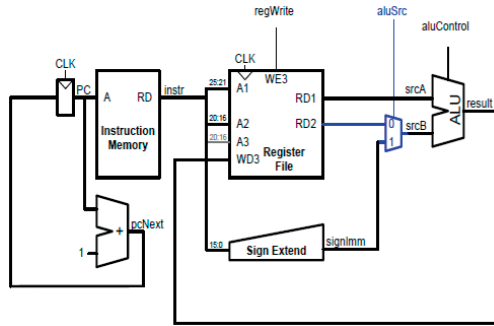 regWrite
aluSrc
aluControl
CLK
CLK
PC
A
RD
instr
Instruction
Memory
25:21
A1
WE3
RD1
srcA
20:16
A2
RD2
0
srcB
20:16
A3
WD3
Register
File
1
ALU
result
+
pcNext
1
15:0
Sign Extend
signImm